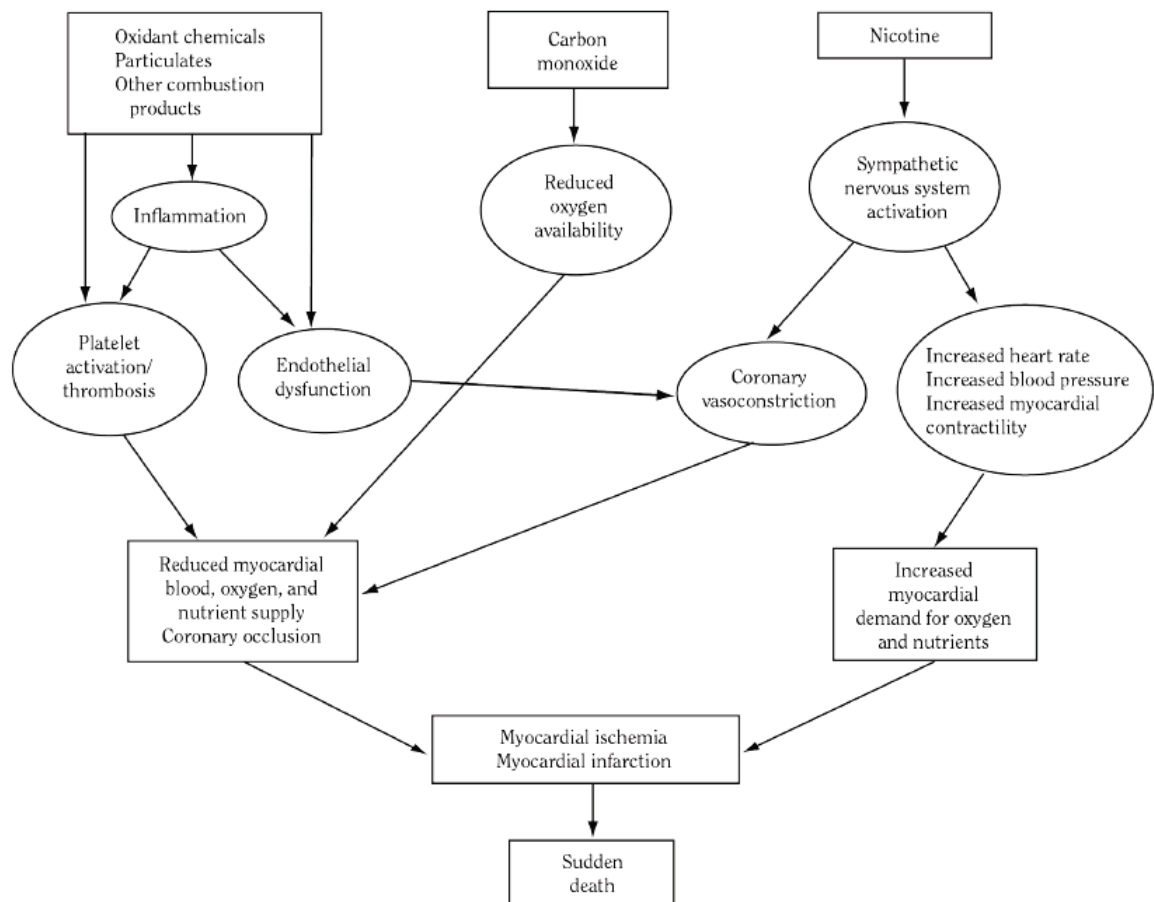 Oxidant chemicals
Particulates
Other combustion
products
Carbon
monoxide
Nicotine
Inflammation
Reduced
oxygen
availability
Sympathetic
nervous system
activation
Platelet
activation/
thrombosis
Endothelial
dysfunction
Coronary
vasoconstriction
Increased heart rate
Increased blood pressure
Increased myocardial
contractility
Reduced myocardial
blood, oxygen, and
nutrient supply
Coronary occlusion
Increased
myocardial
demand for oxygen
and nutrients
Myocardial ischemia
Myocardial infarction
Sudden
death